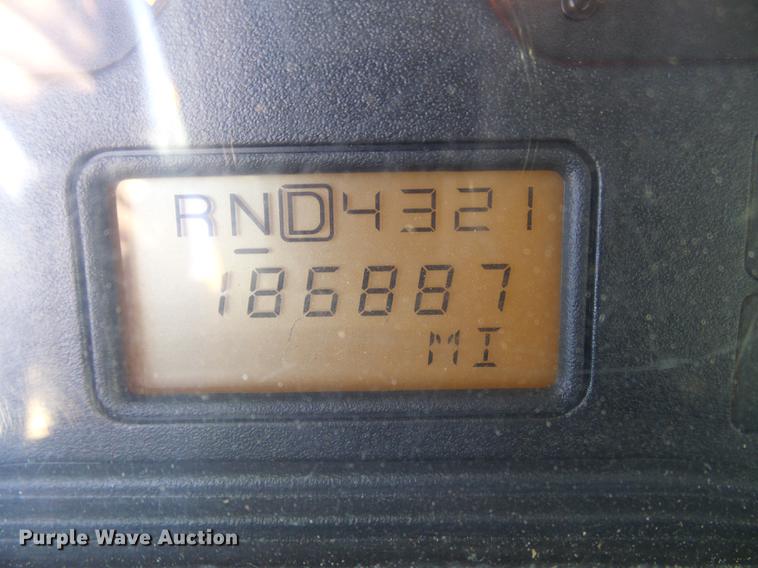 RND4321
186887
MI
Purple Wave Auction